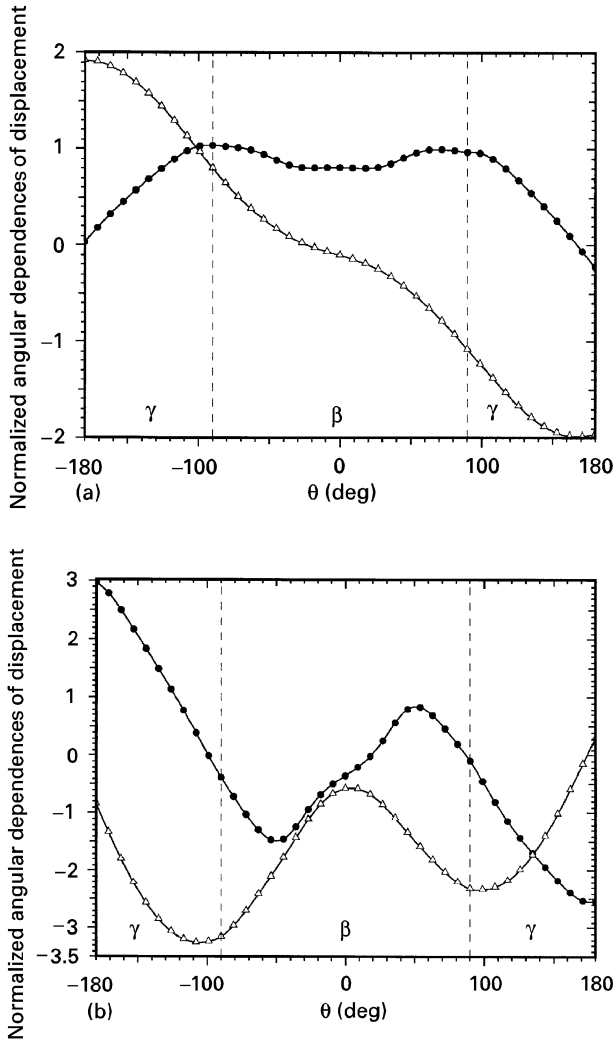 Normalized angular dependences of displacement
2
1
0
−1
−2
γ
β
γ
−180
−100
0
100
180
(a)
θ (deg)
Normalized angular dependences of displacement
3
2
1
0
−1
−2
−3
−3.5
γ
β
γ
−180
−100
0
100
180
(b)
θ (deg)